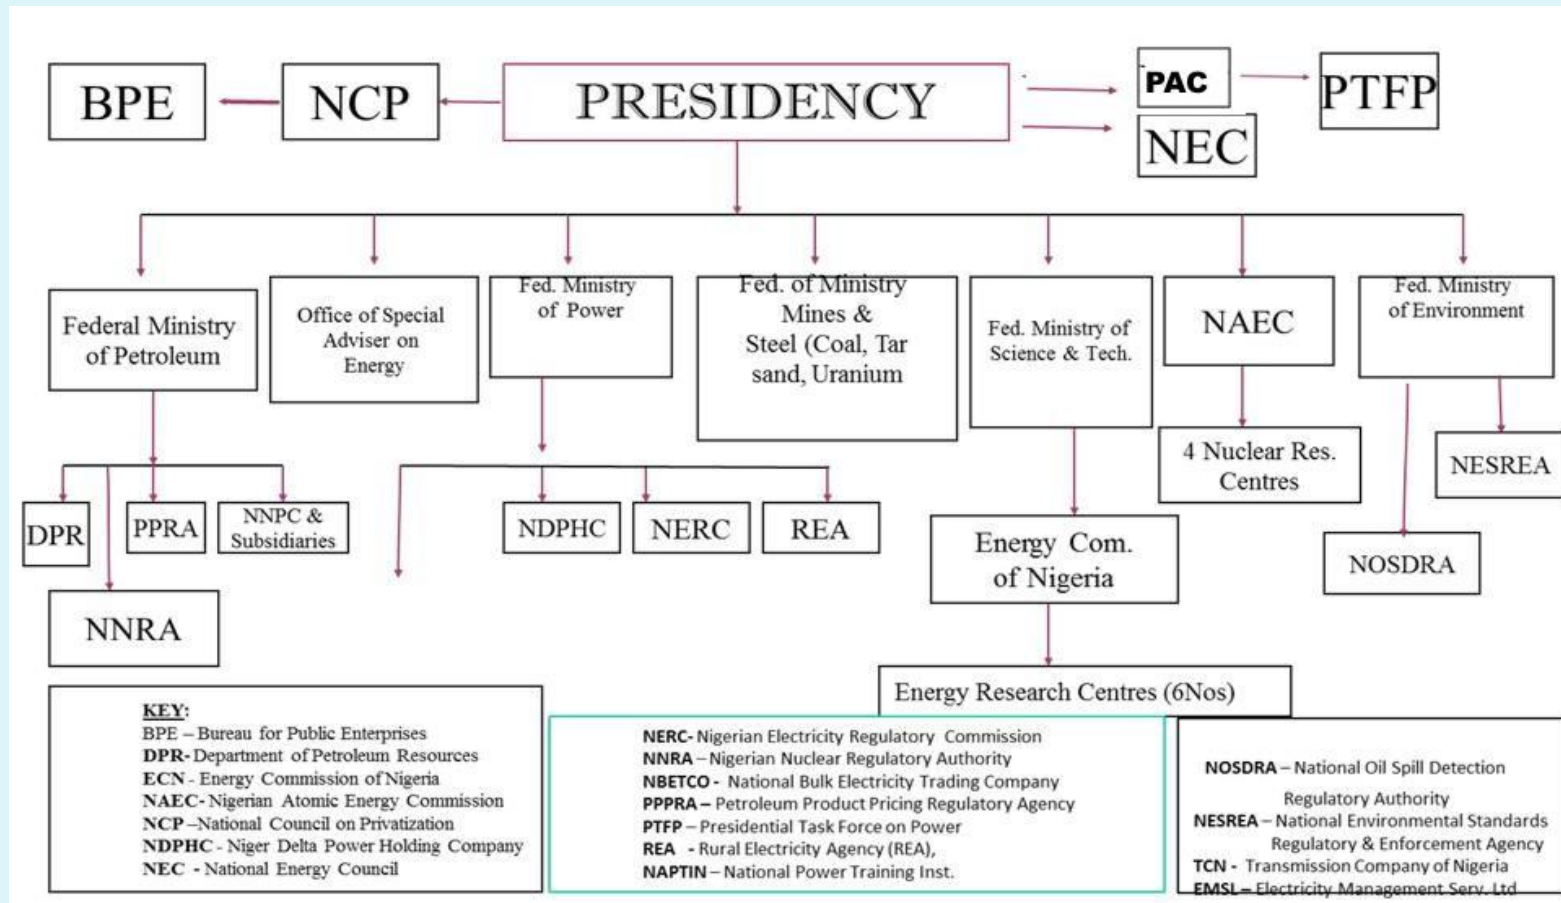 BPE
NCP
PRESIDENCY
PAC
PTFP
NEC
Federal Ministry
of Petroleum
Office of Special
Adviser on
Energy
Fed. Ministry
of Power
Fed. of Ministry
Mines &
Steel (Coal, Tar
sand, Uranium
Fed. Ministry of
Science & Tech.
NAEC
Fed. Ministry
of Environment
4 Nuclear Res.
Centres
NESREA
DPR
PPRA
NNPC &
Subsidiaries
NDPHC
NERC
REA
Energy Com.
of Nigeria
NOSDRA
NNRA
Energy Research Centres (6Nos)
KEY:
BPE – Bureau for Public Enterprises
DPR- Department of Petroleum Resources
ECN - Energy Commission of Nigeria
NAEC- Nigerian Atomic Energy Commission
NCP –National Council on Privatization
NDPHC - Niger Delta Power Holding Company
NEC - National Energy Council
NERC- Nigerian Electricity Regulatory Commission
NNRA – Nigerian Nuclear Regulatory Authority
NBETCO - National Bulk Electricity Trading Company
PPPRA – Petroleum Product Pricing Regulatory Agency
PTFP – Presidential Task Force on Power
REA - Rural Electricity Agency (REA),
NAPTIN – National Power Training Inst.
NOSDRA – National Oil Spill Detection
Regulatory Authority
NESREA – National Environmental Standards
Regulatory & Enforcement Agency
TCN - Transmission Company of Nigeria
EMSL – Electricity Management Serv. Ltd